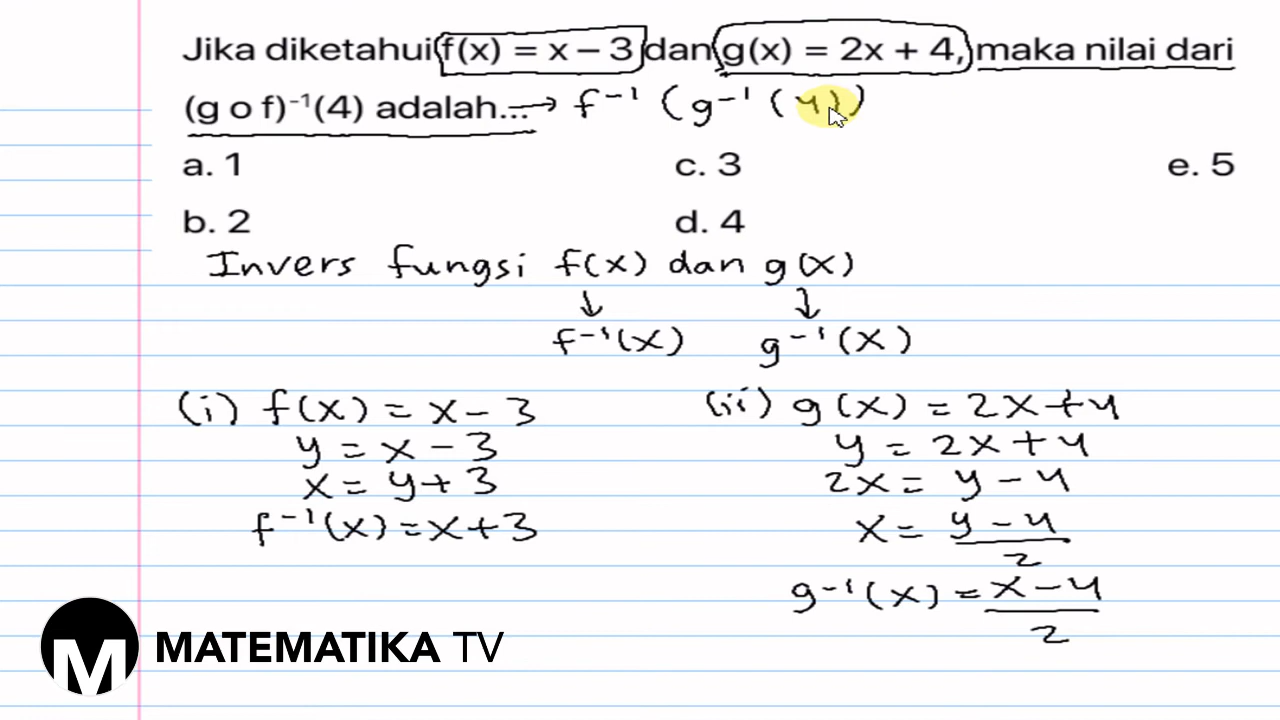 Jika diketahui f(x) = x − 3 dan g(x) = 2x + 4, maka nilai dari
(g o f)⁻¹(4) adalah... → f⁻¹ (g⁻¹ (4))
a. 1 c. 3 e. 5
b. 2 d. 4
Invers fungsi f(x) dan g(x)
↓ ↓
f⁻¹(x) g⁻¹(x)
(i) f(x) = x − 3
y = x − 3
x = y + 3
f⁻¹(x) = x + 3
(ii) g(x) = 2x + 4
y = 2x + 4
2x = y − 4
x = y − 4
2
g⁻¹(x) = x − 4
2
M MATEMATIKA TV